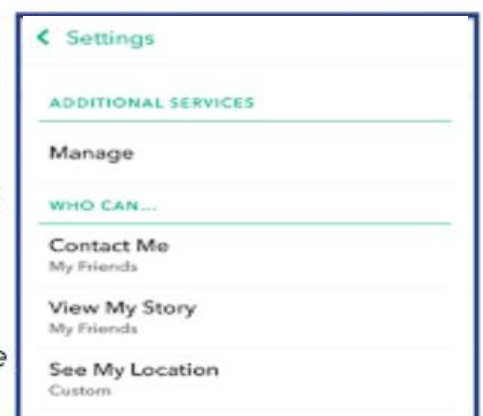 Settings
ADDITIONAL SERVICES
Manage
WHO CAN...
Contact Me
My Friends
View My Story
My Friends
e
See My Location
Custom